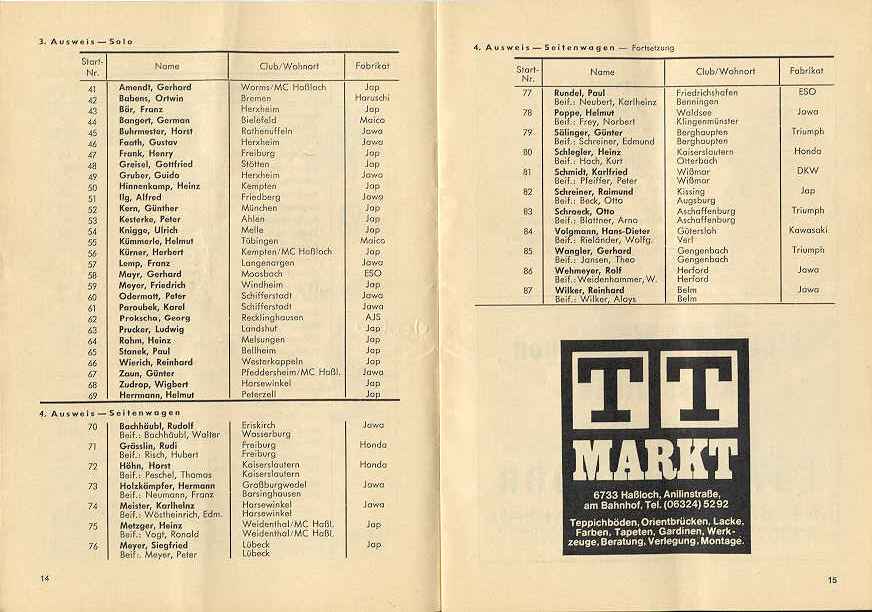 3. Ausweis — Solo
Start-Nr. Name Club/Wohnort Fabrikat
41 Amendt, Gerhard Worms/MC Haßloch Jap
42 Babens, Ortwin Bremen Haruschi
43 Bär, Franz Herxheim Jap
44 Bangert, German Bielefeld Maico
45 Buhrmester, Horst Rothenuffeln Jawa
46 Faath, Gustav Herxheim Jawa
47 Frank, Henry Freiburg Jap
48 Greisel, Gottfried Stötten Jap
49 Gruber, Guido Herxheim Jawa
50 Hinnenkamp, Heinz Kempten Jap
51 Ilg, Alfred Friedberg Jawa
52 Kern, Günther München Jap
53 Kesterke, Peter Ahlen Jap
54 Knigge, Ulrich Melle Jap
55 Kümmerle, Helmut Tübingen Maico
56 Körner, Herbert Kempten/MC Haßloch Jap
57 Lemp, Franz Langenargen Jawa
58 Mayr, Gerhard Moosbach ESO
59 Meyer, Friedrich Windheim Jap
60 Odermatt, Peter Schifferstadt Jawa
61 Paroubek, Karel Schifferstadt Jawa
62 Prokscha, Georg Recklinghausen AJS
63 Prucker, Ludwig Landshut Jap
64 Rahm, Heinz Melsungen Jap
65 Stanek, Paul Bellheim Jap
66 Wierich, Reinhard Westerkappeln Jap
67 Zaun, Günter Pfeddersheim/MC Haßl. Jawa
68 Zudrop, Wigbert Harsewinkel Jap
69 Herrmann, Helmut Peterzell Jap
4. Ausweis — Seitenwagen
70 Bachhäubl, Rudolf Eriskirch Jawa
Beif.: Bachhäubl, Walter Wasserburg
71 Grässlin, Rudi Freiburg Honda
Beif.: Risch, Hubert Freiburg
72 Höhn, Horst Kaiserslautern Honda
Beif.: Peschel, Thomas Kaiserslautern
73 Holzkämpfer, Hermann Großburgwedel Jawa
Beif.: Neumann, Franz Barsinghausen
74 Meister, Karlheinz Harsewinkel Jawa
Beif.: Wöstheinrich, Edm. Harsewinkel
75 Metzger, Heinz Weidenthal/MC Haßl. Jap
Beif.: Vogt, Ronald Weidenthal/MC Haßl.
76 Meyer, Siegfried Lübeck Jap
Beif.: Meyer, Peter Lübeck
14
4. Ausweis — Seitenwagen — Fortsetzung
Start-Nr. Name Club/Wohnort Fabrikat
77 Rundel, Paul Friedrichshafen ESO
Beif.: Neubert, Karlheinz Benningen
78 Poppe, Helmut Waldsee Jawa
Beif.: Frey, Norbert Klingenmünster
79 Sälinger, Günter Berghaupten Triumph
Beif.: Schreiner, Edmund Berghaupten
80 Schlegler, Heinz Kaiserslautern Honda
Beif.: Hach, Kurt Otterbach
81 Schmidt, Karlfried Wißmar DKW
Beif.: Pfeiffer, Peter Wißmar
82 Schreiner, Raimund Kissing Jap
Beif.: Beck, Otto Augsburg
83 Schroeck, Otto Aschaffenburg Triumph
Beif.: Blattner, Arno Aschaffenburg
84 Volgmann, Hans-Dieter Gütersloh Kawasaki
Beif.: Rieländer, Wolfg. Verl
85 Wangler, Gerhard Gengenbach Triumph
Beif.: Jansen, Theo Gengenbach
86 Wehmeyer, Rolf Herford Jawa
Beif.: Weidenhammer, W. Herford
87 Wilker, Reinhard Belm Jawa
Beif.: Wilker, Aloys Belm
TT
MARKT
6733 Haßloch, Anilinstraße,
am Bahnhof, Tel. (06324) 5292
Teppichböden, Orientbrücken, Lacke,
Farben, Tapeten, Gardinen, Werk-
zeuge, Beratung, Verlegung, Montage.
15